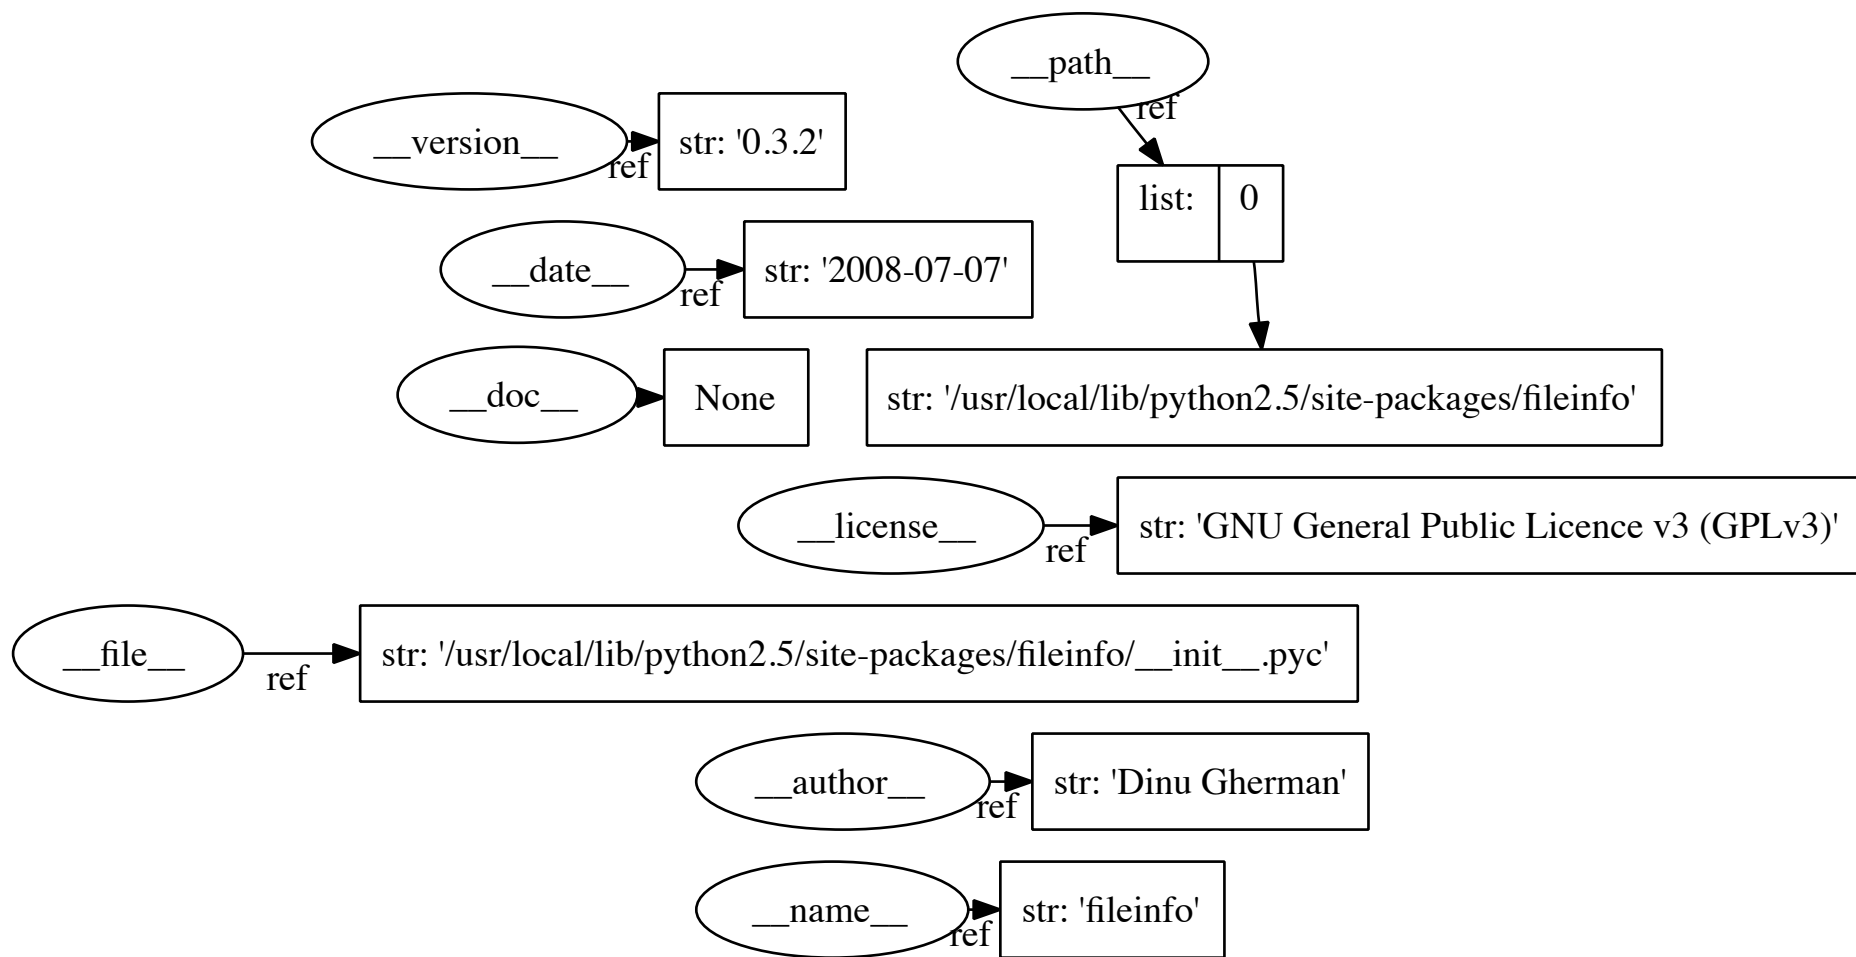 __path__
ref
__version__
ref
str: '0.3.2'
list:
0
__date__
ref
str: '2008-07-07'
__doc__
None
str: '/usr/local/lib/python2.5/site-packages/fileinfo'
__license__
ref
str: 'GNU General Public Licence v3 (GPLv3)'
__file__
ref
str: '/usr/local/lib/python2.5/site-packages/fileinfo/__init__.pyc'
__author__
ref
str: 'Dinu Gherman'
__name__
ref
str: 'fileinfo'